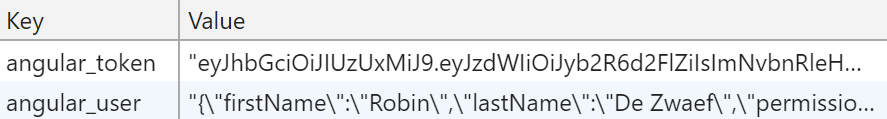 Key Value
angular_token "eyJhbGciOiJIUzUxMiJ9.eyJzdWIiOiJyb2R6d2FlZiIsImNvbnRleH...
angular_user "{\"firstName\":\"Robin\",\"lastName\":\"De Zwaef\",\"permissio...